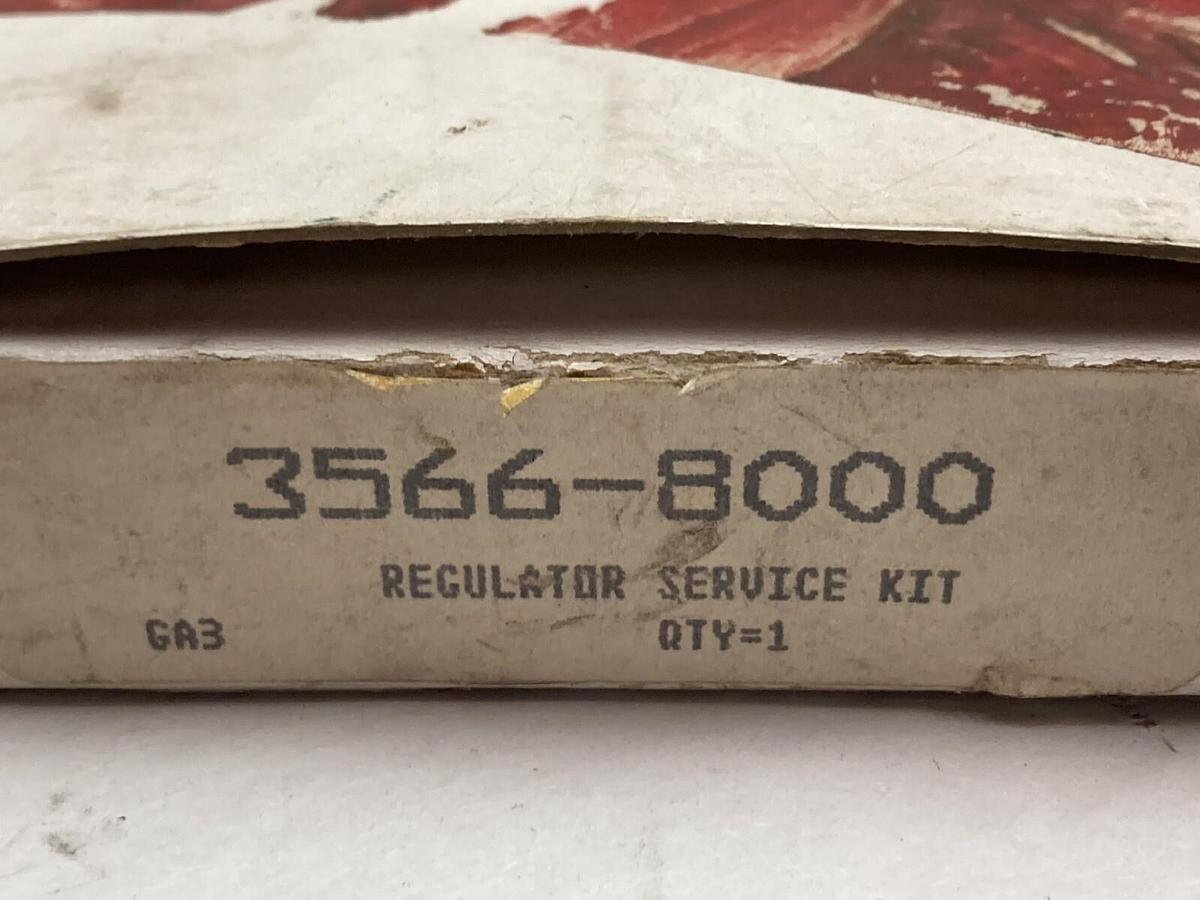 3566-8000
REGULATOR SERVICE KIT
GA3 QTY=1